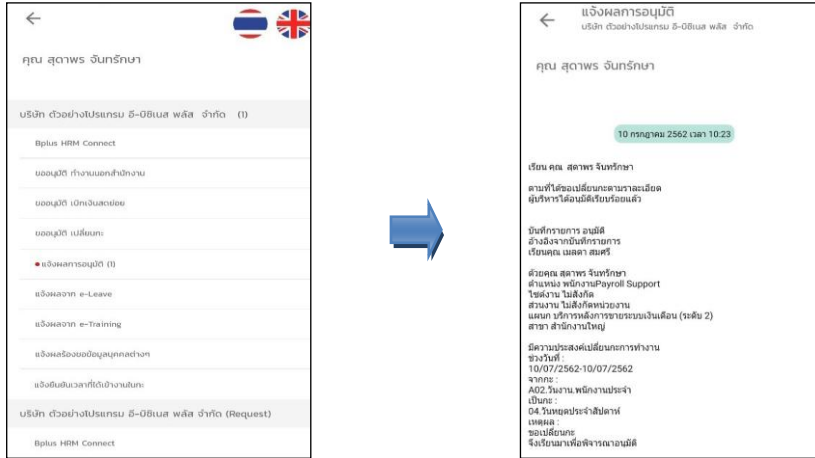 คุณ สุดาพร จันทรักษา
บริษัท ตัวอย่างโปรแกรม อี-บิซิเนส พลัส จำกัด (1)
Bplus HRM Connect
ขออนุมัติ ทำงานนอกสำนักงาน
ขออนุมัติ เบิกเงินสดย่อย
ขออนุมัติ เปลี่ยนกะ
แจ้งผลการอนุมัติ (1)
แจ้งผลจาก e-Leave
แจ้งผลจาก e-Training
แจ้งผลร้องขอข้อมูลบุคคลต่างๆ
แจ้งยืนยันเวลาที่ได้เข้างานในกะ
บริษัท ตัวอย่างโปรแกรม อี-บิซิเนส พลัส จำกัด (Request)
Bplus HRM Connect
แจ้งผลการอนุมัติ
บริษัท ตัวอย่างโปรแกรม อี-บิซิเนส พลัส จำกัด
คุณ สุดาพร จันทรักษา
10 กรกฎาคม 2562 เวลา 10:23
เรียน คุณ สุดาพร จันทรักษา
ตามที่ได้ขอเปลี่ยนกะตามรายละเอียด
ผู้บริหารได้อนุมัติเรียบร้อยแล้ว
บันทึกรายการ อนุมัติ
อ้างอิงจากบันทึกรายการ
เรียนคุณ เมลดา สมศรี
ด้วยคุณ สุดาพร จันทรักษา
ตำแหน่ง พนักงานPayroll Support
ไซต์งาน ไม่สังกัด
ส่วนงาน ไม่สังกัดหน่วยงาน
แผนก บริการหลังการขายระบบเงินเดือน (ระดับ 2)
สาขา สำนักงานใหญ่
มีความประสงค์เปลี่ยนกะการทำงาน
ช่วงวันที่ :
10/07/2562-10/07/2562
จากกะ :
A02.วันงาน.พนักงานประจำ
เป็นกะ :
04.วันหยุดประจำสัปดาห์
เหตุผล :
ขอเปลี่ยนกะ
จึงเรียนมาเพื่อพิจารณาอนุมัติ